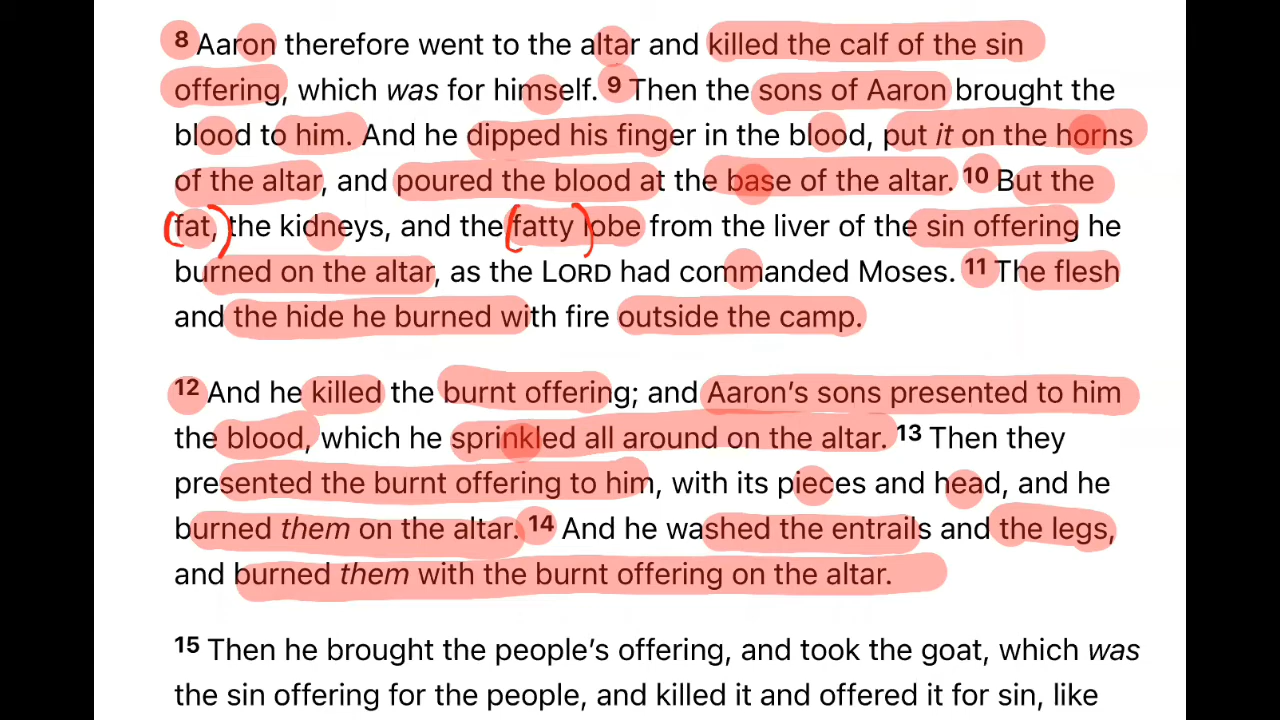 8 Aaron therefore went to the altar and killed the calf of the sin
offering, which was for himself. 9 Then the sons of Aaron brought the
blood to him. And he dipped his finger in the blood, put it on the horns
of the altar, and poured the blood at the base of the altar. 10 But the
fat, the kidneys, and the fatty lobe from the liver of the sin offering he
burned on the altar, as the LORD had commanded Moses. 11 The flesh
and the hide he burned with fire outside the camp.
12 And he killed the burnt offering; and Aaron’s sons presented to him
the blood, which he sprinkled all around on the altar. 13 Then they
presented the burnt offering to him, with its pieces and head, and he
burned them on the altar. 14 And he washed the entrails and the legs,
and burned them with the burnt offering on the altar.
15 Then he brought the people’s offering, and took the goat, which was
the sin offering for the people, and killed it and offered it for sin, like